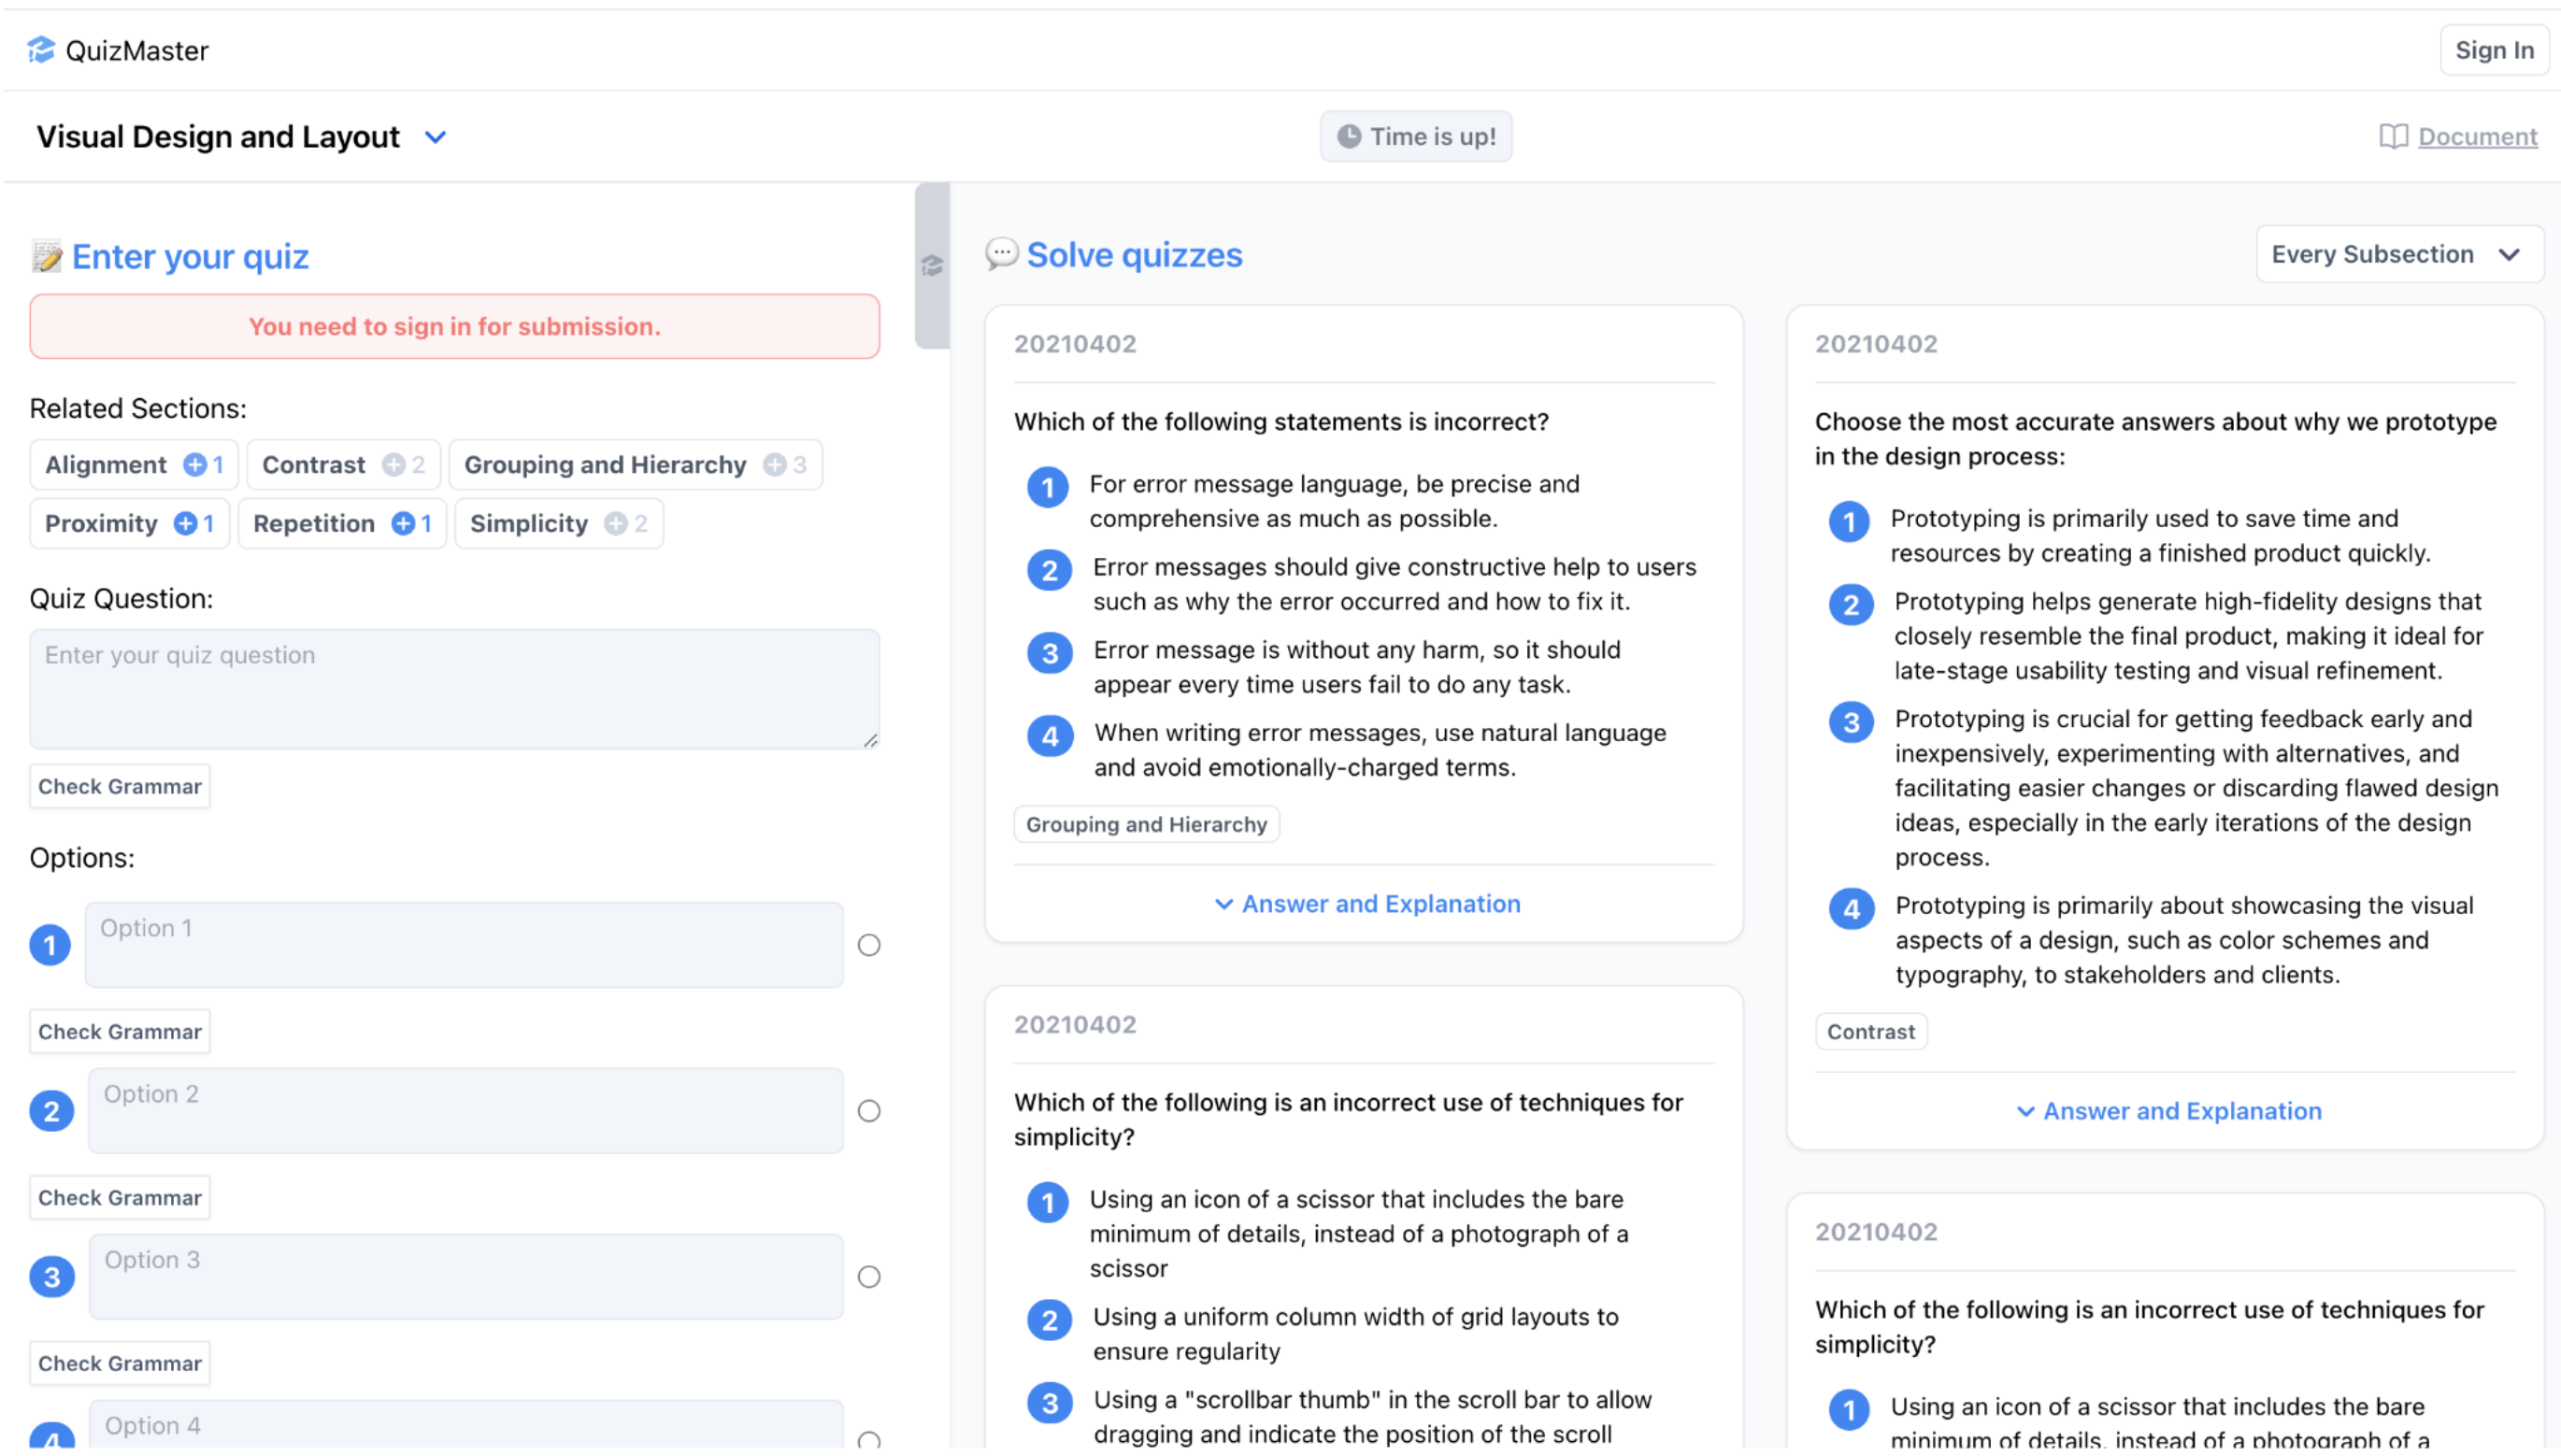 QuizMaster
Sign In
Visual Design and Layout
Time is up!
Document
Enter your quiz
You need to sign in for submission.
Related Sections:
Alignment 1 Contrast 2 Grouping and Hierarchy 3
Proximity 1 Repetition 1 Simplicity 2
Quiz Question:
Enter your quiz question
Check Grammar
Options:
1 Option 1
Check Grammar
2 Option 2
Check Grammar
3 Option 3
Check Grammar
4 Option 4
Solve quizzes
Every Subsection
20210402
Which of the following statements is incorrect?
1 For error message language, be precise and
comprehensive as much as possible.
2 Error messages should give constructive help to users
such as why the error occurred and how to fix it.
3 Error message is without any harm, so it should
appear every time users fail to do any task.
4 When writing error messages, use natural language
and avoid emotionally-charged terms.
Grouping and Hierarchy
Answer and Explanation
20210402
Which of the following is an incorrect use of techniques for
simplicity?
1 Using an icon of a scissor that includes the bare
minimum of details, instead of a photograph of a
scissor
2 Using a uniform column width of grid layouts to
ensure regularity
3 Using a "scrollbar thumb" in the scroll bar to allow
dragging and indicate the position of the scroll
20210402
Choose the most accurate answers about why we prototype
in the design process:
1 Prototyping is primarily used to save time and
resources by creating a finished product quickly.
2 Prototyping helps generate high-fidelity designs that
closely resemble the final product, making it ideal for
late-stage usability testing and visual refinement.
3 Prototyping is crucial for getting feedback early and
inexpensively, experimenting with alternatives, and
facilitating easier changes or discarding flawed design
ideas, especially in the early iterations of the design
process.
4 Prototyping is primarily about showcasing the visual
aspects of a design, such as color schemes and
typography, to stakeholders and clients.
Contrast
Answer and Explanation
20210402
Which of the following is an incorrect use of techniques for
simplicity?
1 Using an icon of a scissor that includes the bare
minimum of details, instead of a photograph of a